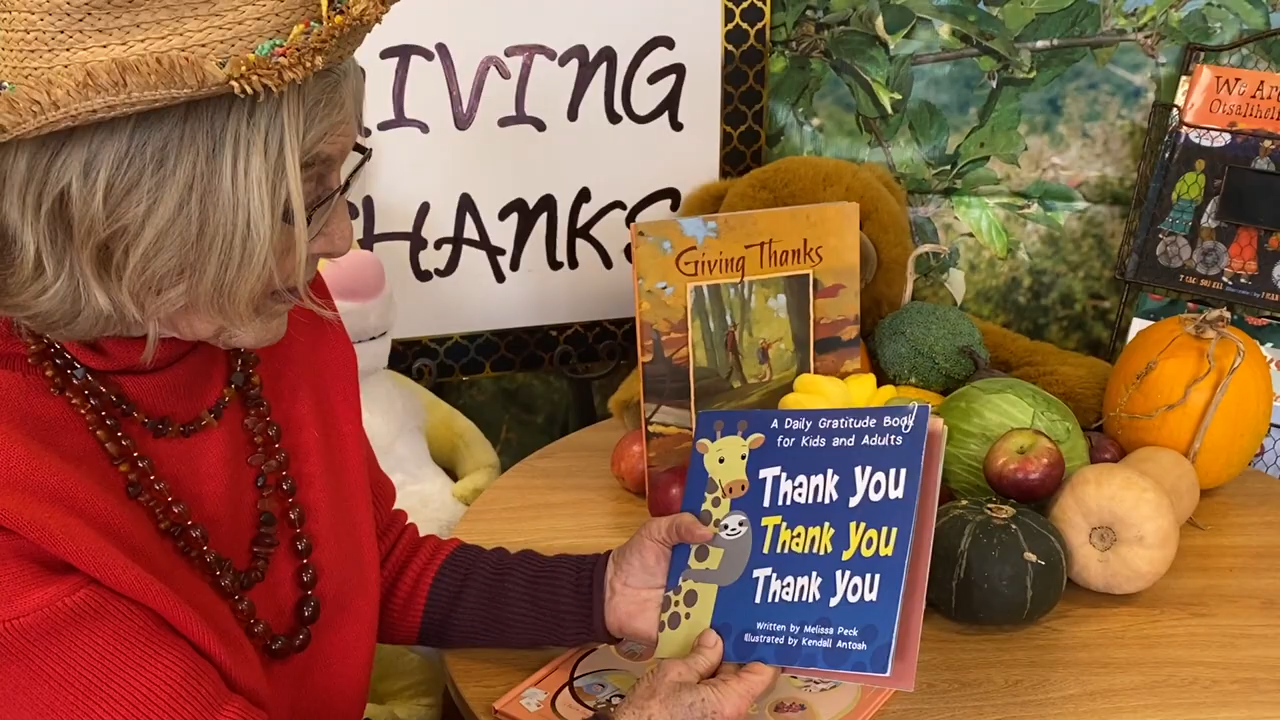 IVING
HANKS
Giving Thanks
A Daily Gratitude Book
for Kids and Adults
Thank You
Thank You
Thank You
Written by Melissa Peck
Illustrated by Kendall Antosh
We Are